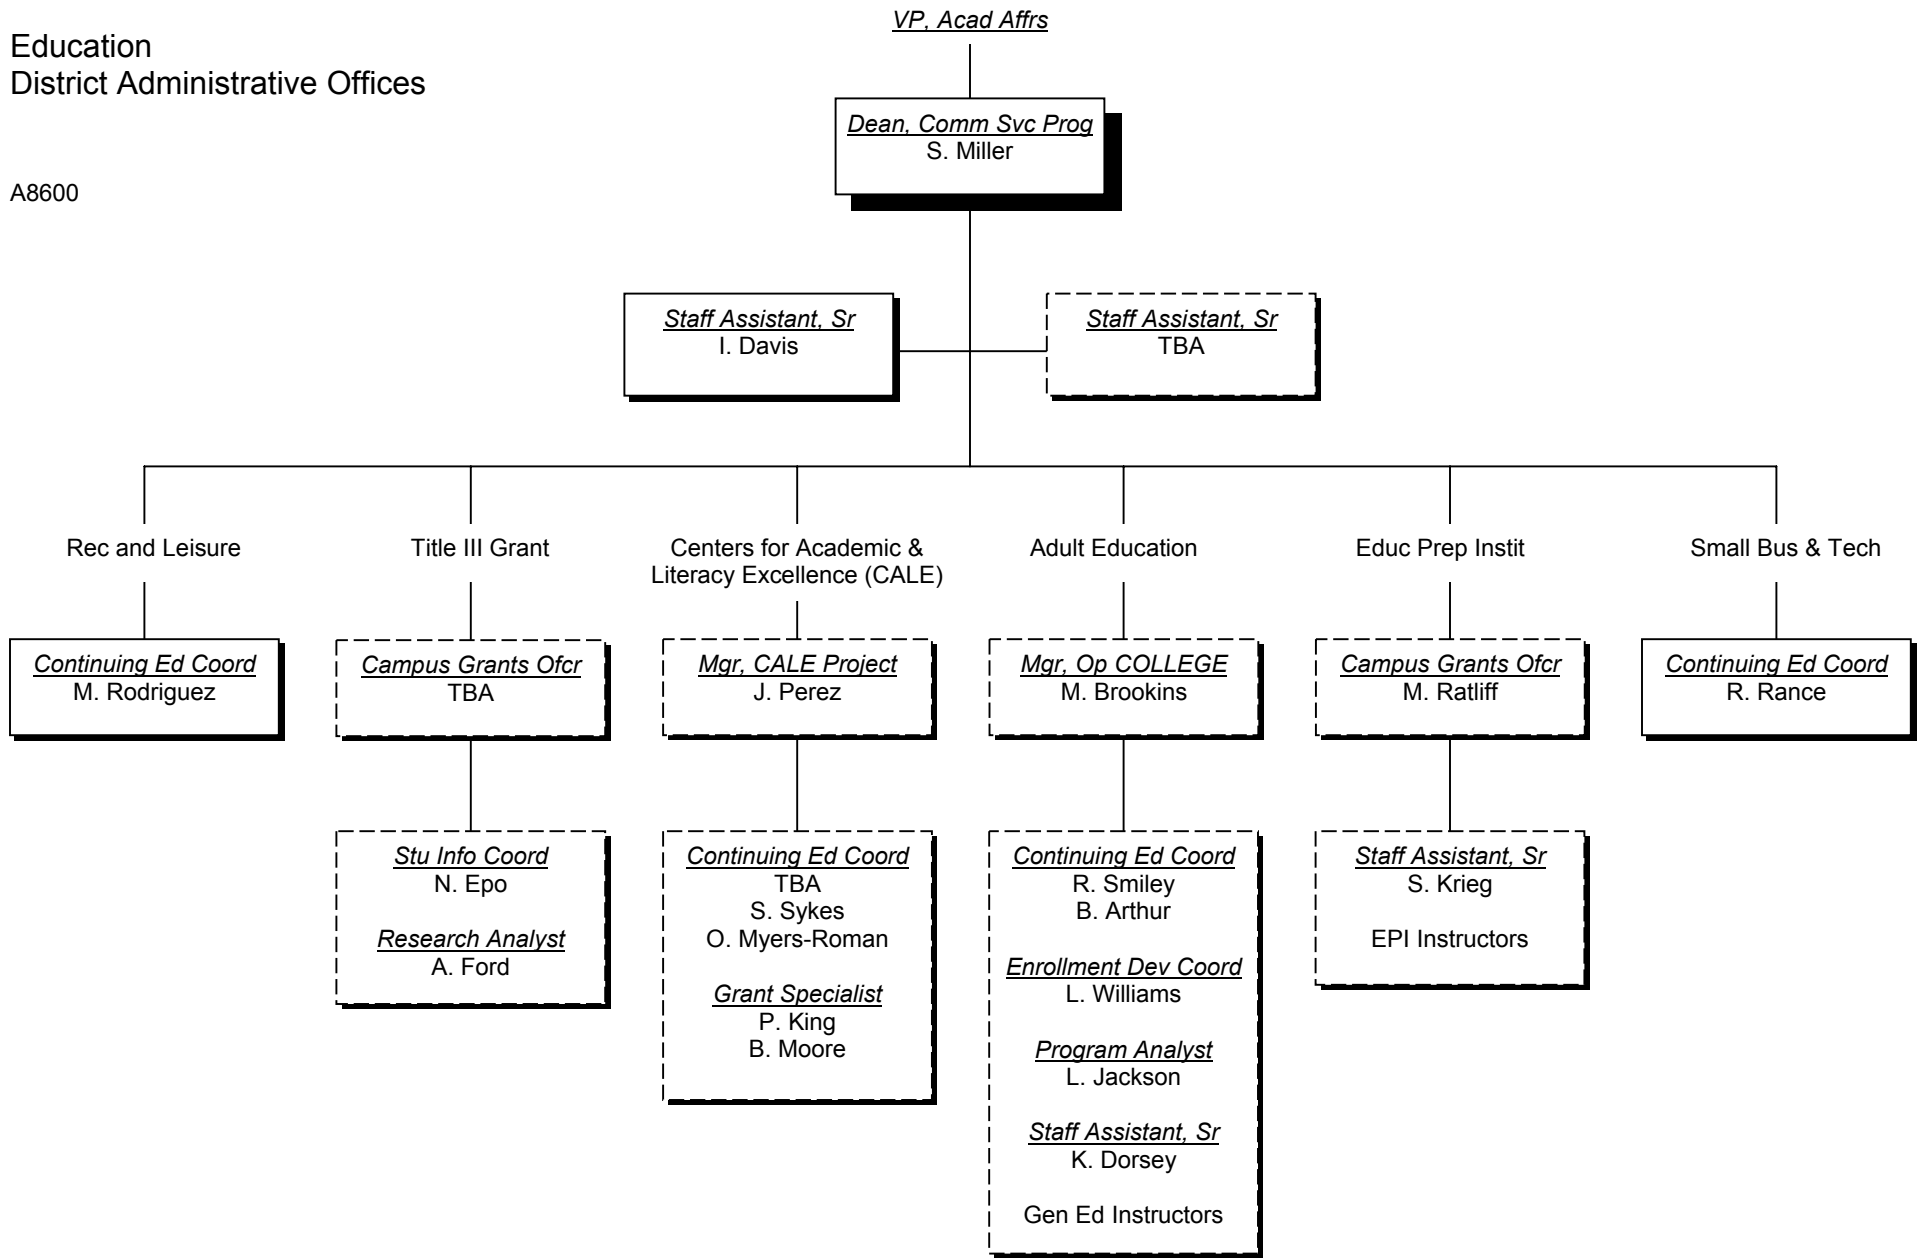 Education
District Administrative Offices
A8600
VP, Acad Affrs
Dean, Comm Svc Prog
S. Miller
Staff Assistant, Sr
I. Davis
Staff Assistant, Sr
TBA
Rec and Leisure
Continuing Ed Coord
M. Rodriguez
Title III Grant
Campus Grants Ofcr
TBA
Stu Info Coord
N. Epo
Research Analyst
A. Ford
Centers for Academic &
Literacy Excellence (CALE)
Mgr, CALE Project
J. Perez
Continuing Ed Coord
TBA
S. Sykes
O. Myers-Roman
Grant Specialist
P. King
B. Moore
Adult Education
Mgr, Op COLLEGE
M. Brookins
Continuing Ed Coord
R. Smiley
B. Arthur
Enrollment Dev Coord
L. Williams
Program Analyst
L. Jackson
Staff Assistant, Sr
K. Dorsey
Gen Ed Instructors
Educ Prep Instit
Campus Grants Ofcr
M. Ratliff
Staff Assistant, Sr
S. Krieg
EPI Instructors
Small Bus & Tech
Continuing Ed Coord
R. Rance